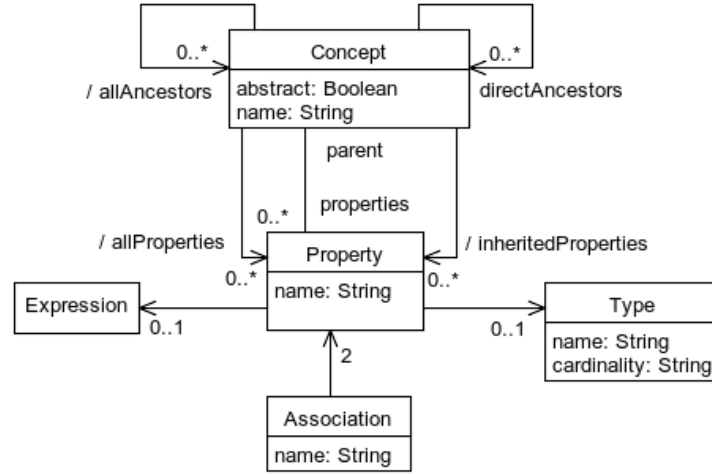 Concept
0..*
0..*
/ allAncestors
abstract: Boolean
name: String
directAncestors
parent
0..*
properties
/ allProperties
Property
/ inheritedProperties
0..*
name: String
0..*
Expression
0..1
Type
0..1
name: String
cardinality: String
2
Association
name: String